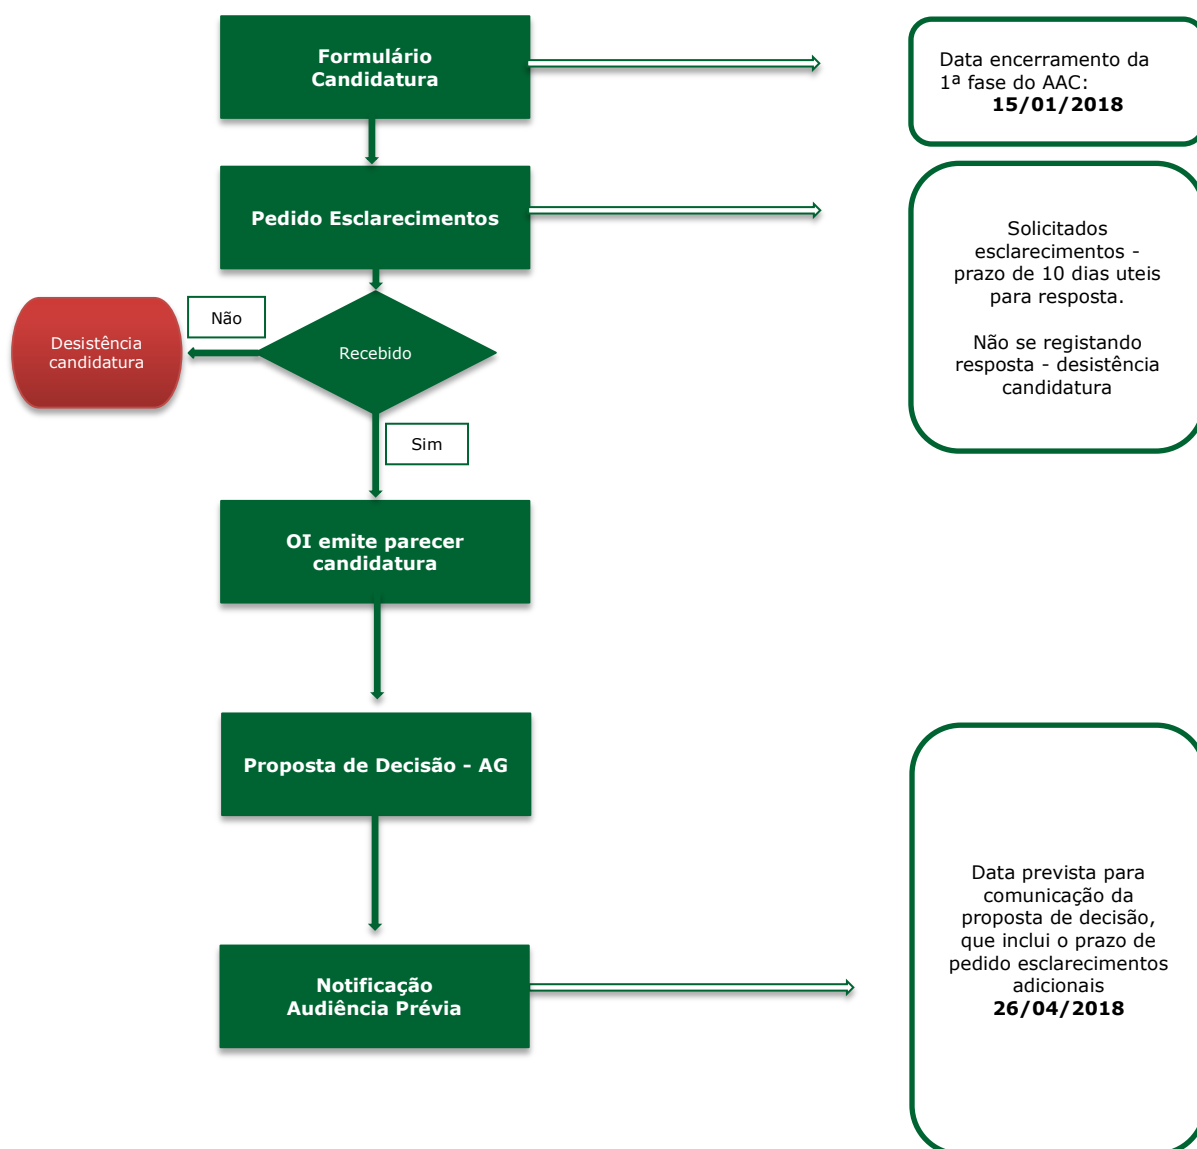 Formulário
Candidatura
Data encerramento da
1ª fase do AAC:
15/01/2018
Pedido Esclarecimentos
Solicitados
esclarecimentos -
prazo de 10 dias uteis
para resposta.
Não se registando
resposta - desistência
candidatura
Não
Desistência
candidatura
Recebido
Sim
OI emite parecer
candidatura
Proposta de Decisão - AG
Notificação
Audiência Prévia
Data prevista para
comunicação da
proposta de decisão,
que inclui o prazo de
pedido esclarecimentos
adicionais
26/04/2018